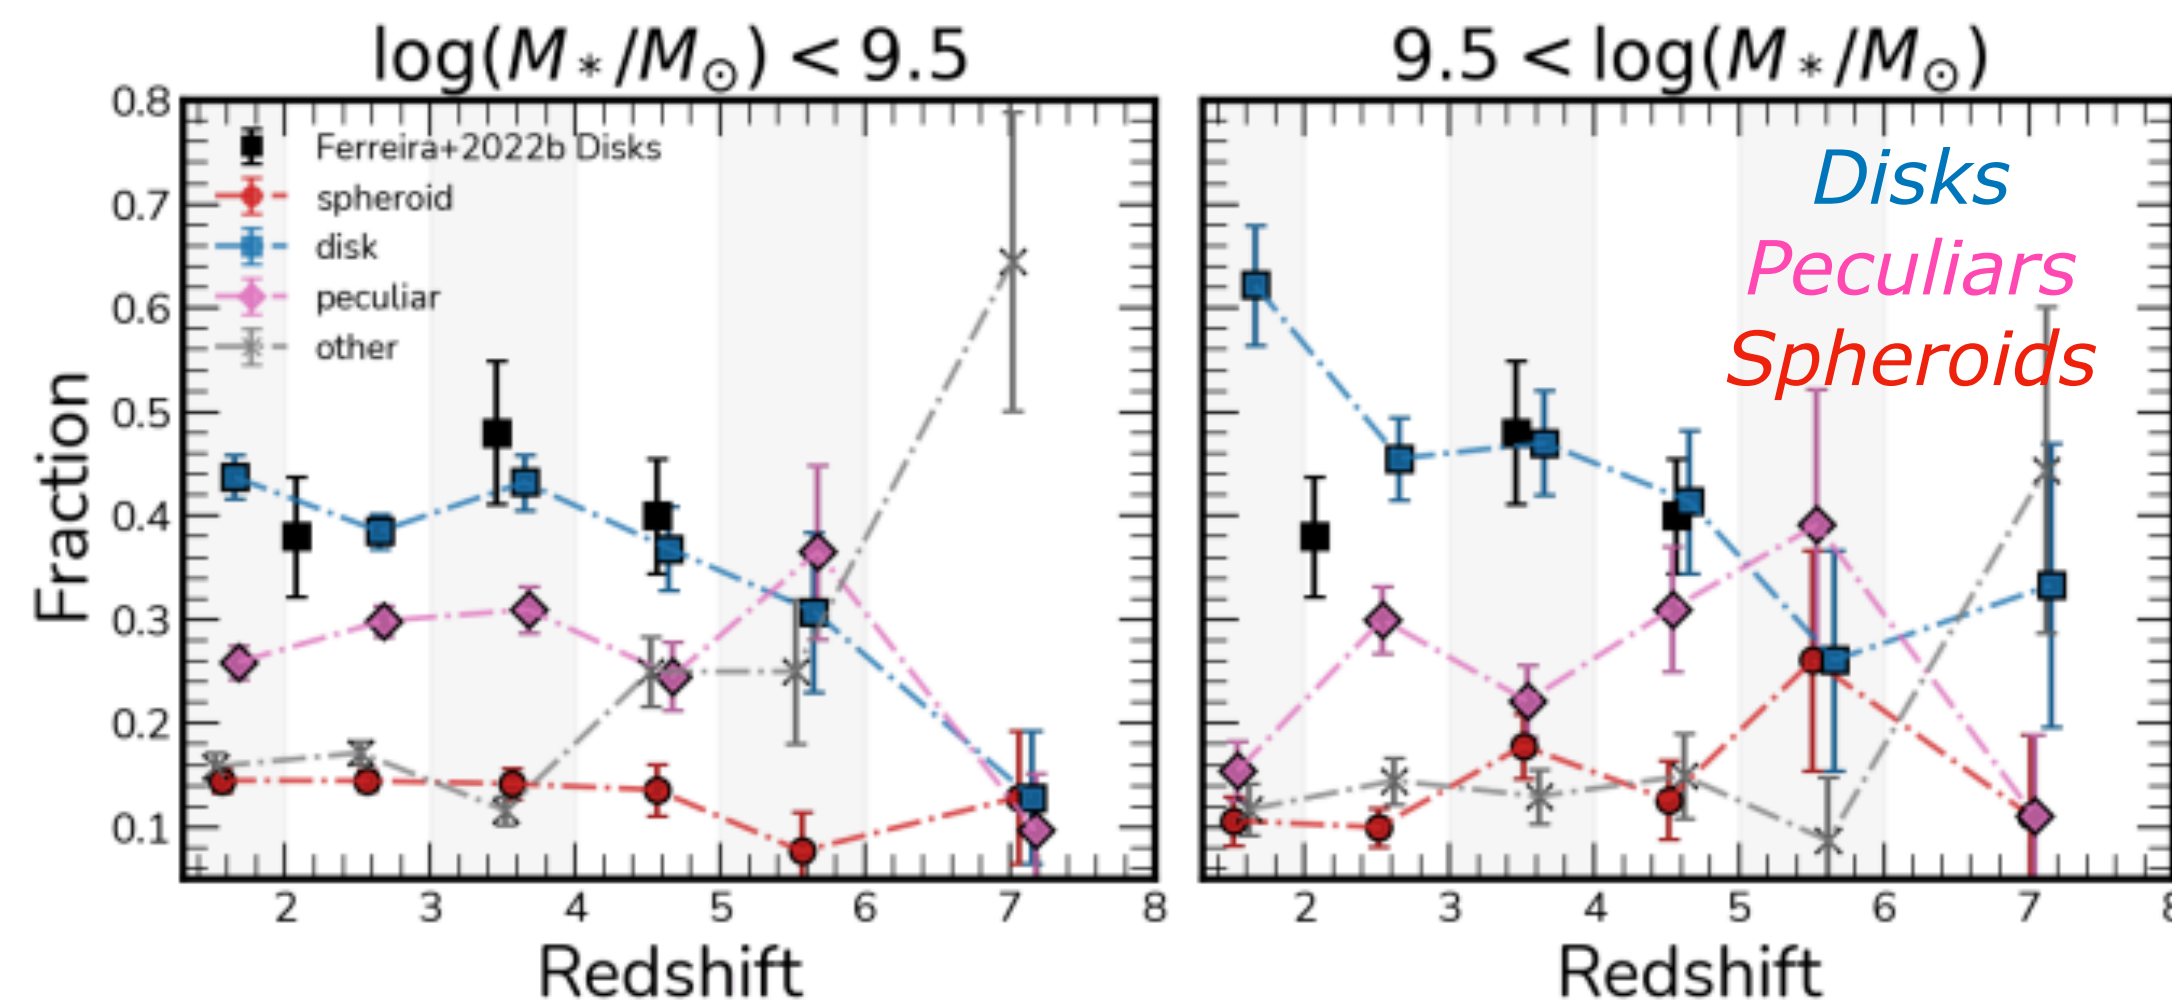 log(M*/M⊙) < 9.5
9.5 < log(M*/M⊙)
Fraction
0.8
0.7
0.6
0.5
0.4
0.3
0.2
0.1
Ferreira+2022b Disks
spheroid
disk
peculiar
other
Disks
Peculiars
Spheroids
2 3 4 5 6 7 8
2 3 4 5 6 7 8
Redshift
Redshift